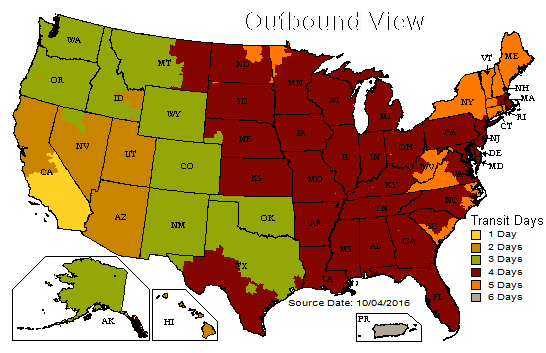 Outbound View
WA
OR
MT
ID
WY
NV
UT
CA
CO
AZ
NM
ND
SD
NE
KS
OK
TX
MN
IA
MO
AR
LA
WI
IL
IN
MI
OH
KY
TN
MS
AL
GA
FL
SC
NC
VA
WV
PA
NY
VT
ME
NH
MA
RI
CT
NJ
DE
MD
AK
HI
PR
Transit Days
1 Day
2 Days
3 Days
4 Days
5 Days
6 Days
Source Date: 10/04/2016